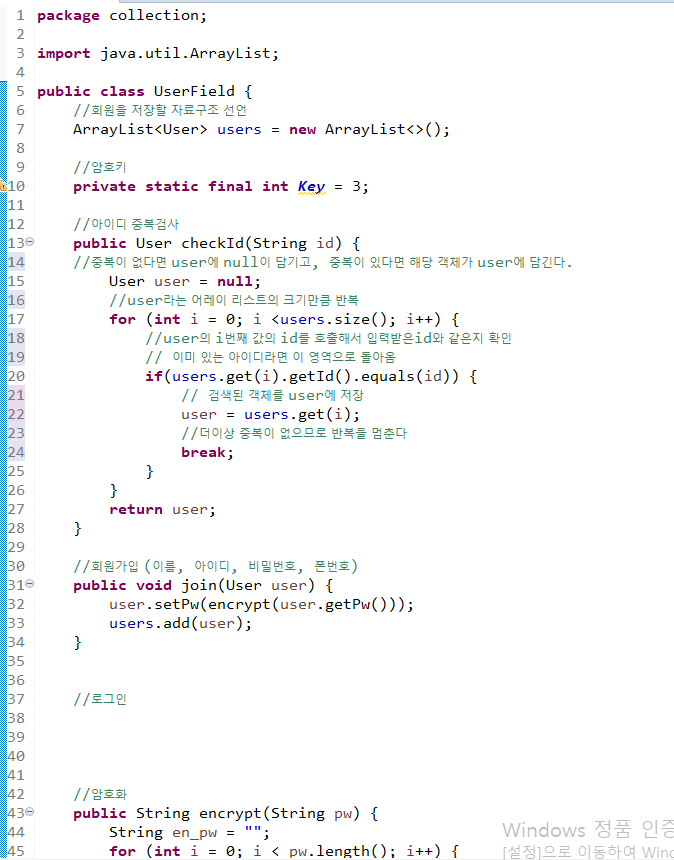 1 package collection;
2
3 import java.util.ArrayList;
4
5 public class UserField {
6 //회원을 저장할 자료구조 선언
7 ArrayList<User> users = new ArrayList<>();
8
9 //암호키
10 private static final int Key = 3;
11
12 //아이디 중복검사
13 public User checkId(String id) {
14 //중복이 없다면 user에 null이 담기고, 중복이 있다면 해당 객체가 user에 담긴다.
15 User user = null;
16 //user라는 어레이 리스트의 크기만큼 반복
17 for (int i = 0; i <users.size(); i++) {
18 //user의 i번째 값의 id를 호출해서 입력받은id와 같은지 확인
19 // 이미 있는 아이디라면 이 영역으로 돌아옴
20 if(users.get(i).getId().equals(id)) {
21 // 검색된 객체를 user에 저장
22 user = users.get(i);
23 //더이상 중복이 없으므로 반복을 멈춘다
24 break;
25 }
26 }
27 return user;
28 }
29
30 //회원가입 (이름, 아이디, 비밀번호, 폰번호)
31 public void join(User user) {
32 user.setPw(encrypt(user.getPw()));
33 users.add(user);
34 }
35
36
37 //로그인
38
39
40
41
42 //암호화
43 public String encrypt(String pw) {
44 String en_pw = "";
45 for (int i = 0; i < pw.length(); i++) {
Windows 정품 인증
[설정]으로 이동하여 Wind